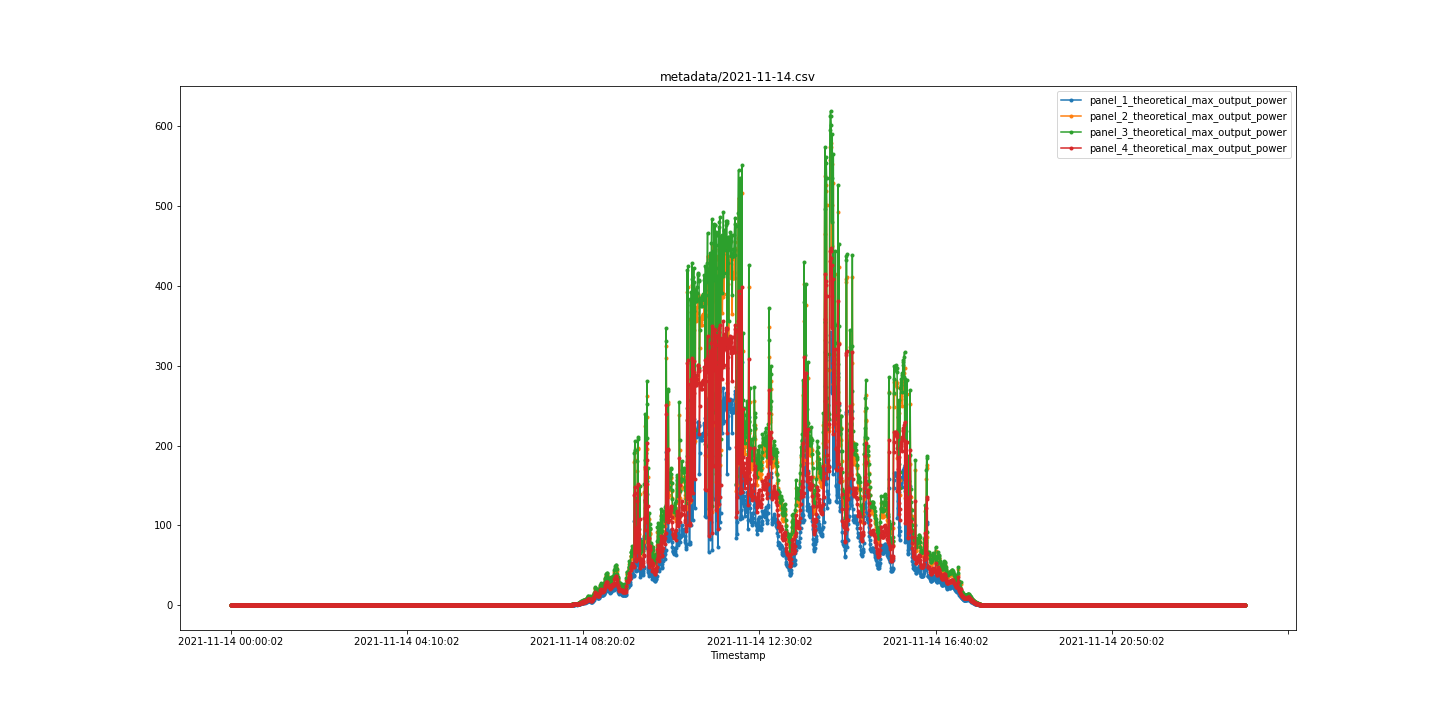 metadata/2021-11-14.csv
panel_1_theoretical_max_output_power
panel_2_theoretical_max_output_power
panel_3_theoretical_max_output_power
panel_4_theoretical_max_output_power
600
500
400
300
200
100
0
2021-11-14 00:00:02 2021-11-14 04:10:02 2021-11-14 08:20:02 2021-11-14 12:30:02 2021-11-14 16:40:02 2021-11-14 20:50:02
Timestamp